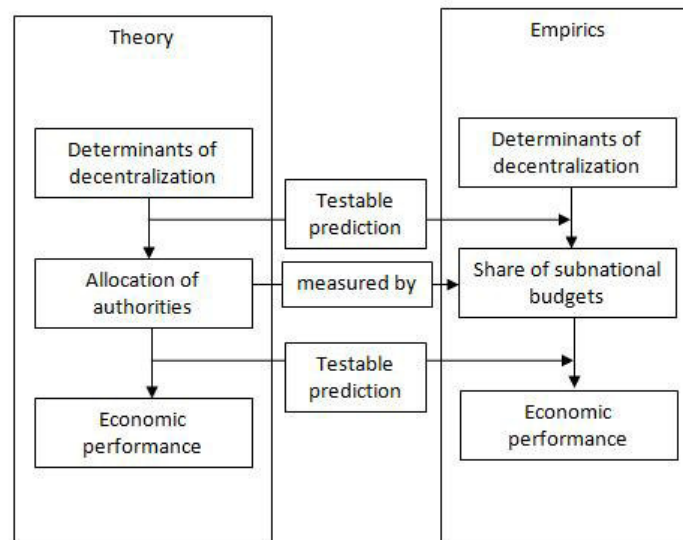 Theory
Empirics
Determinants of
decentralization
Determinants of
decentralization
Testable
prediction
Allocation of
authorities
measured by
Share of subnational
budgets
Testable
prediction
Economic
performance
Economic
performance